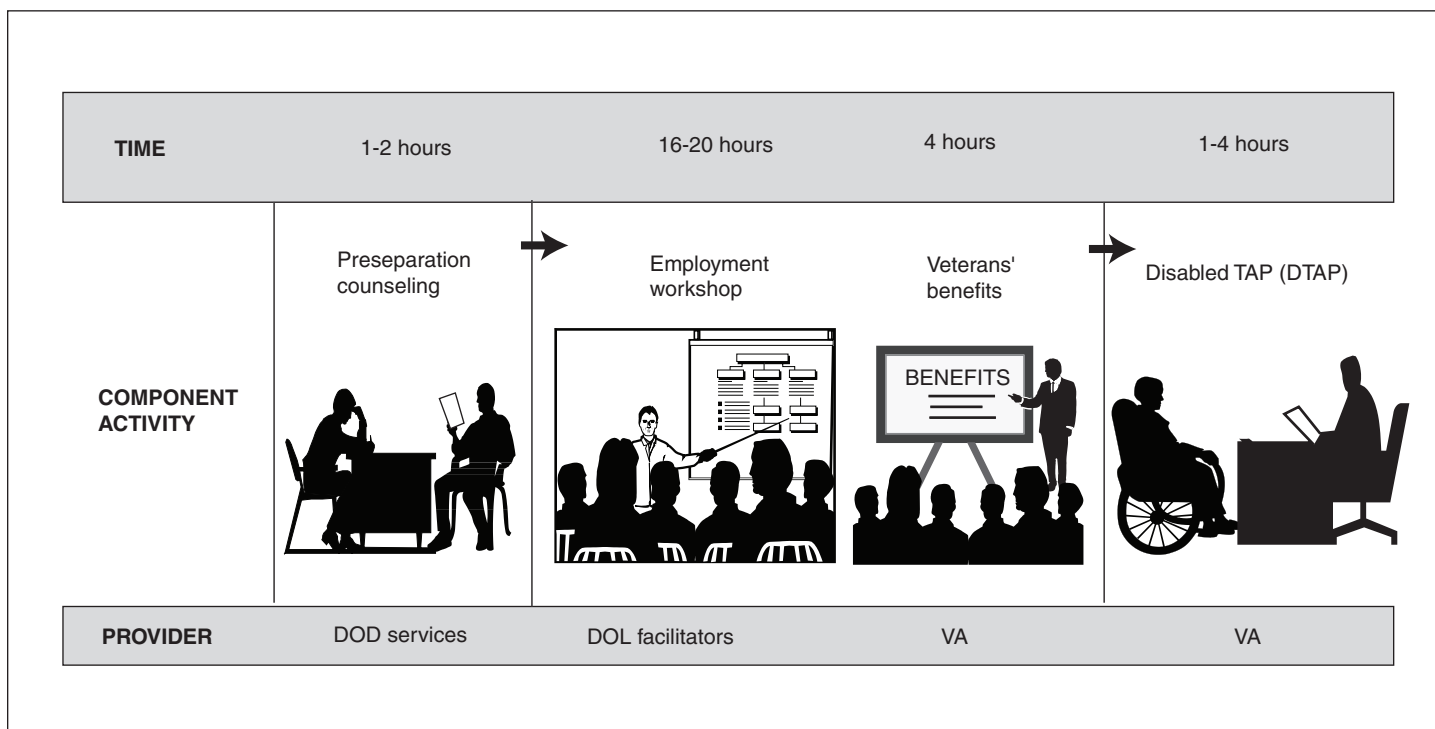 TIME
1-2 hours
16-20 hours
4 hours
1-4 hours
COMPONENT
ACTIVITY
Preseparation
counseling
Employment
workshop
Veterans'
benefits
BENEFITS
Disabled TAP (DTAP)
PROVIDER
DOD services
DOL facilitators
VA
VA